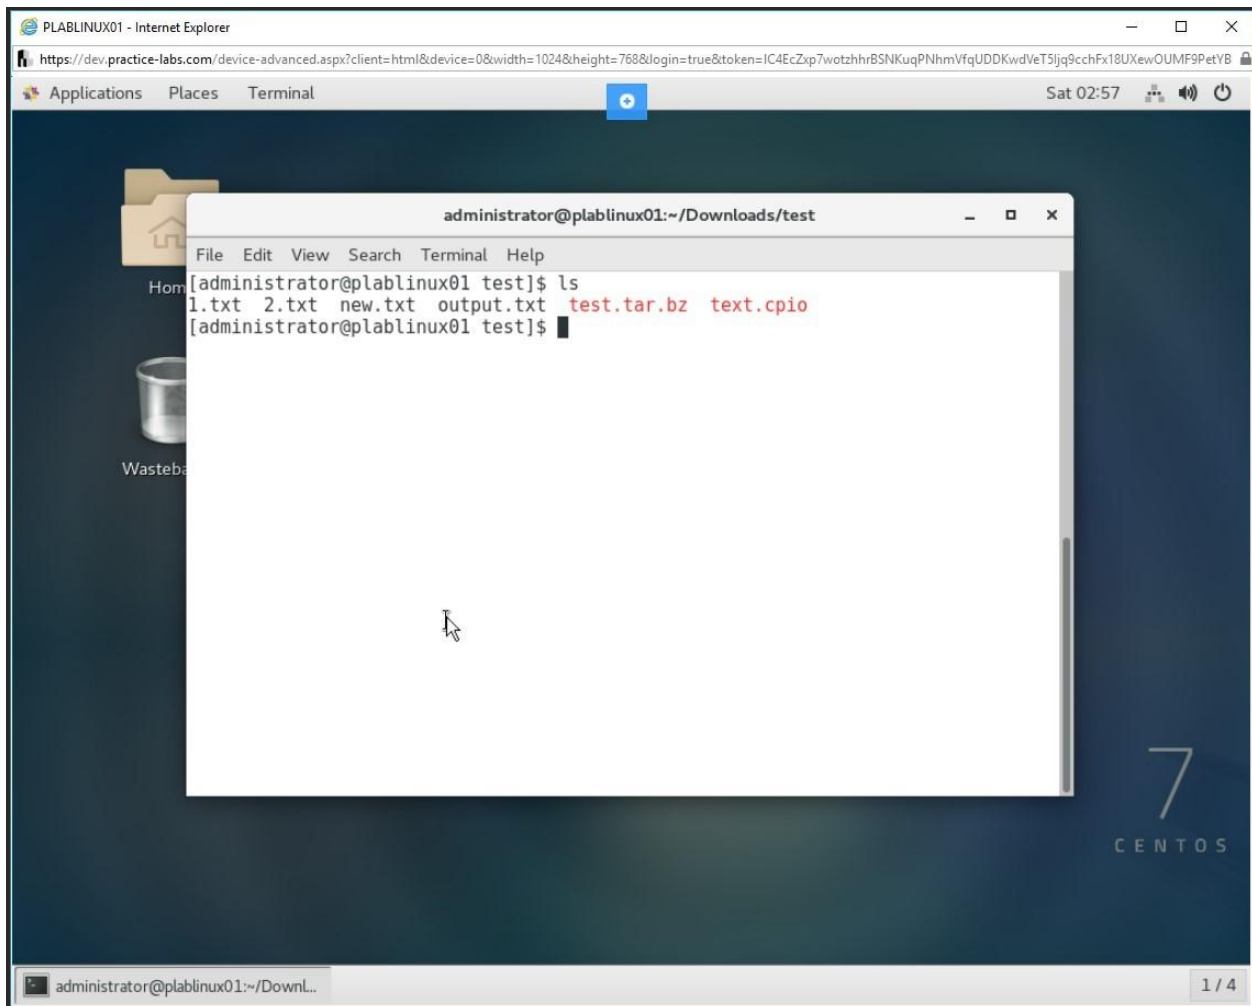 PLABLINUX01 - Internet Explorer
https://dev.practice-labs.com/device-advanced.aspx?client=html&device=0&width=1024&height=768&login=true&token=
Applications Places Terminal Sat 02:57
administrator@plablinux01:~/Downloads/test
File Edit View Search Terminal Help
[administrator@plablinux01 test]$ ls
1.txt 2.txt new.txt output.txt test.tar.bz text.cpio
[administrator@plablinux01 test]$
Hom
Wasteba
7
CENTOS
administrator@plablinux01:~/Downl...
1 / 4